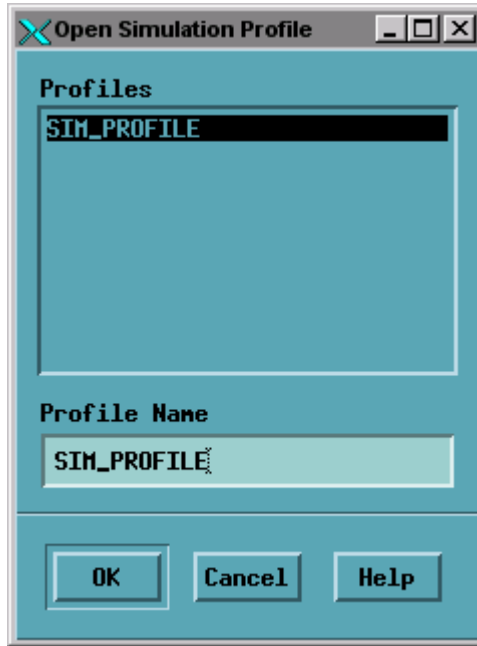 Open Simulation Profile
Profiles
SIM_PROFILE
Profile Name
SIM_PROFILE
OK
Cancel
Help